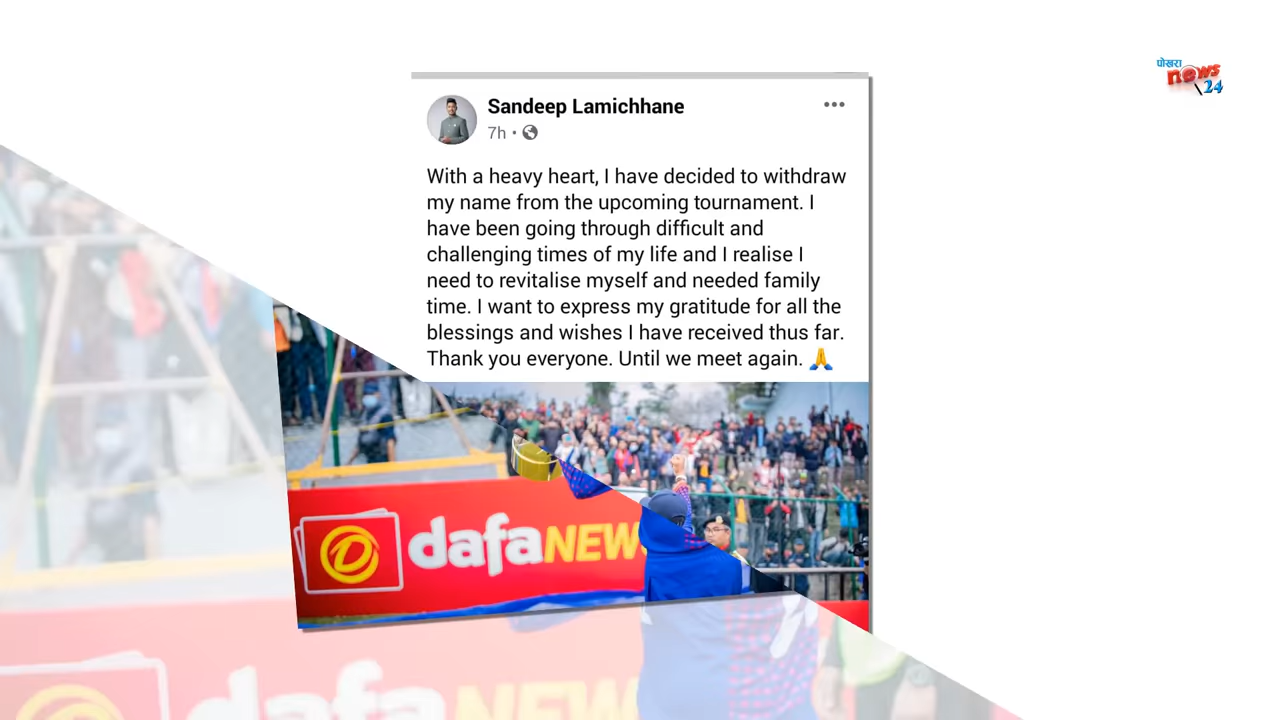 पोखरा
news
24
Sandeep Lamichhane
7h •
With a heavy heart, I have decided to withdraw
my name from the upcoming tournament. I
have been going through difficult and
challenging times of my life and I realise I
need to revitalise myself and needed family
time. I want to express my gratitude for all the
blessings and wishes I have received thus far.
Thank you everyone. Until we meet again. 🙏
dafaNEW
dafaNEW